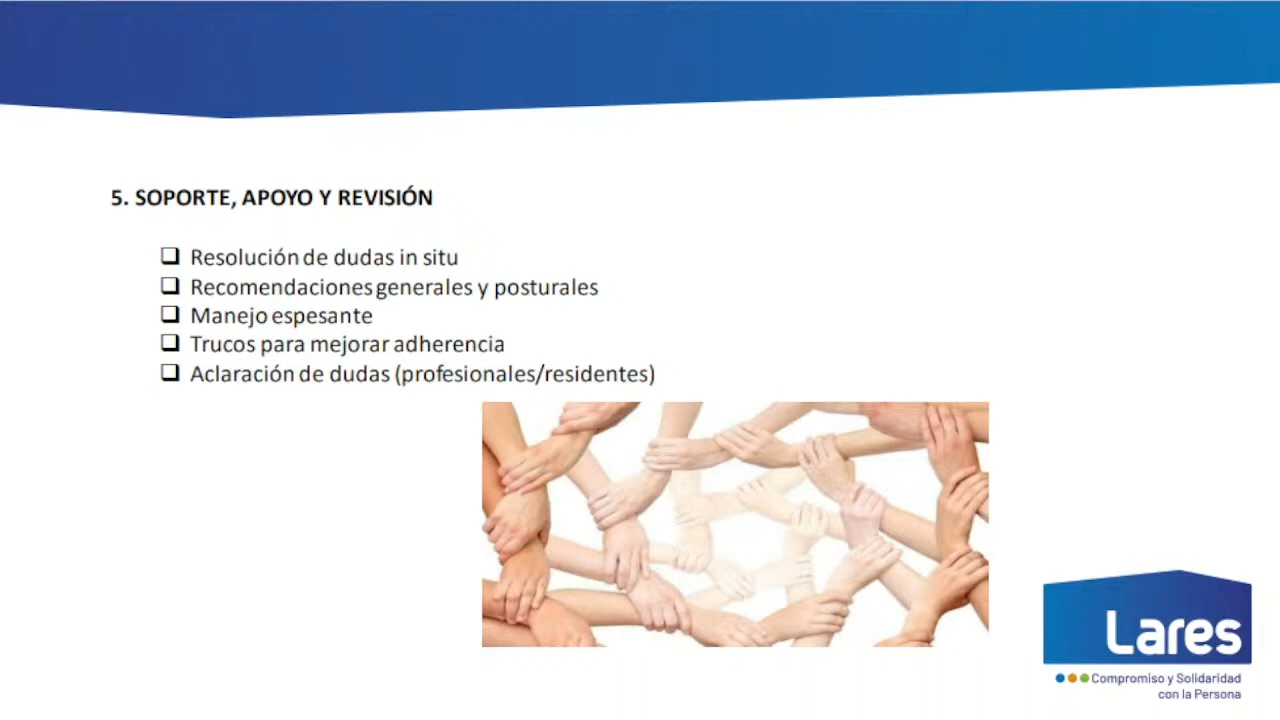 5. SOPORTE, APOYO Y REVISIÓN
Resolución de dudas in situ
Recomendaciones generales y posturales
Manejo espesante
Trucos para mejorar adherencia
Aclaración de dudas (profesionales/residentes)
Lares
Compromiso y Solidaridad
con la Persona